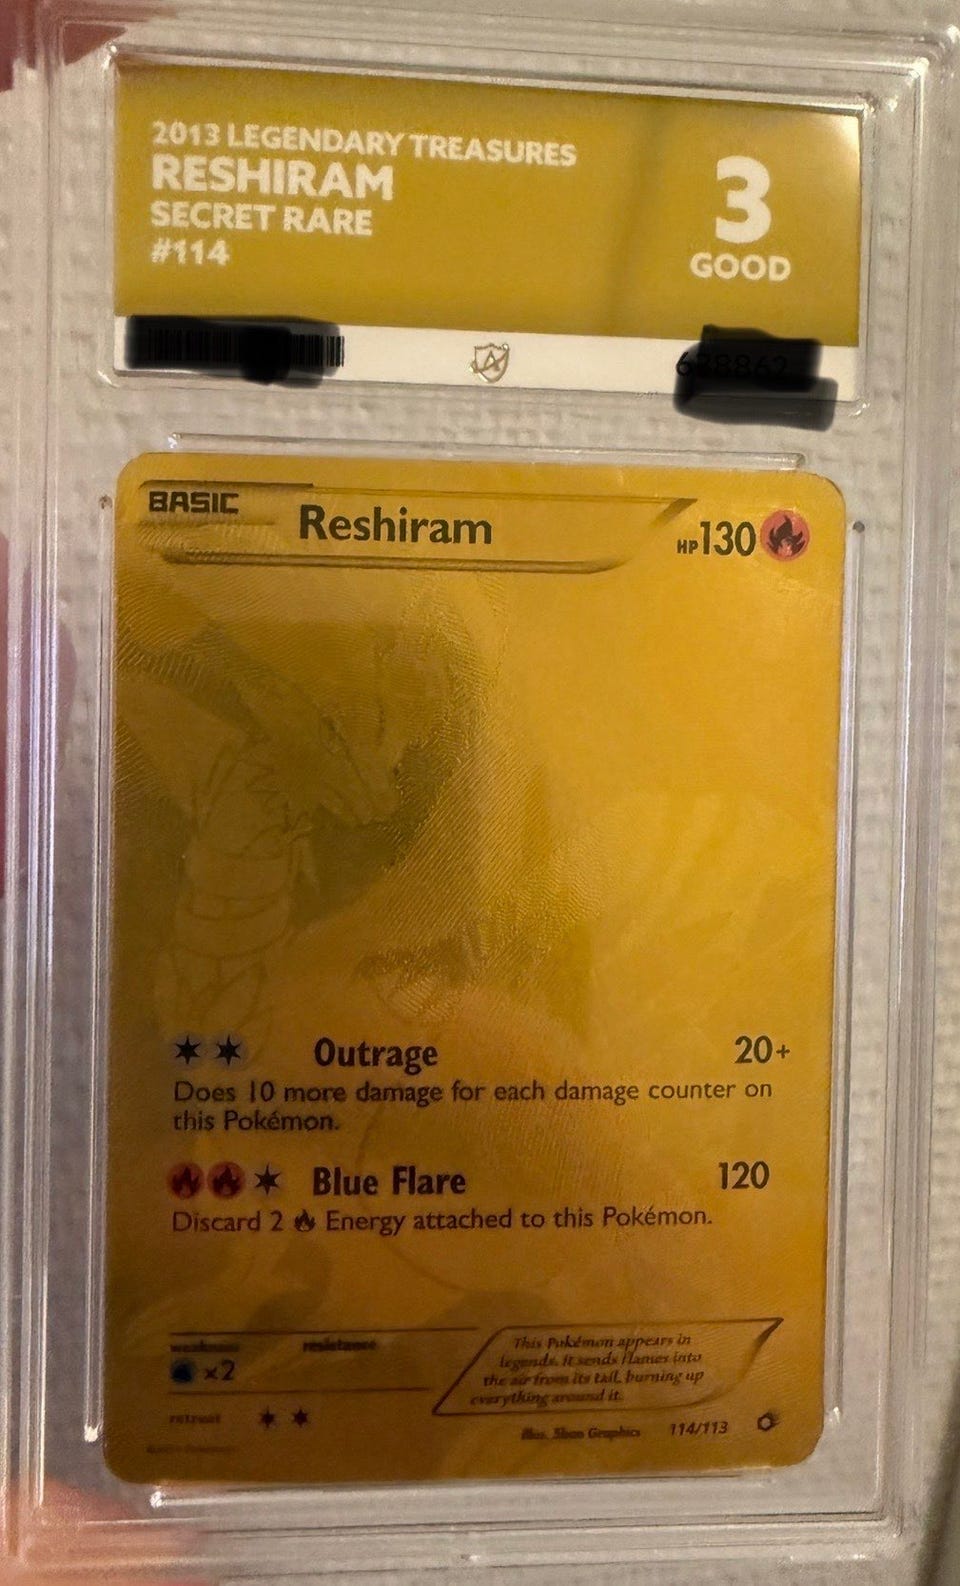 2013 LEGENDARY TREASURES
RESHIRAM
SECRET RARE
#114
3
GOOD
BASIC
Reshiram
HP130
Outrage 20+
Does 10 more damage for each damage counter on
this Pokémon.
Blue Flare 120
Discard 2 Energy attached to this Pokémon.
weakness resistance
×2
retreat
This Pokémon appears in
legends. It sends flames into
the air from its tail, burning up
everything around it.
Illus. 5ban Graphics 114/113